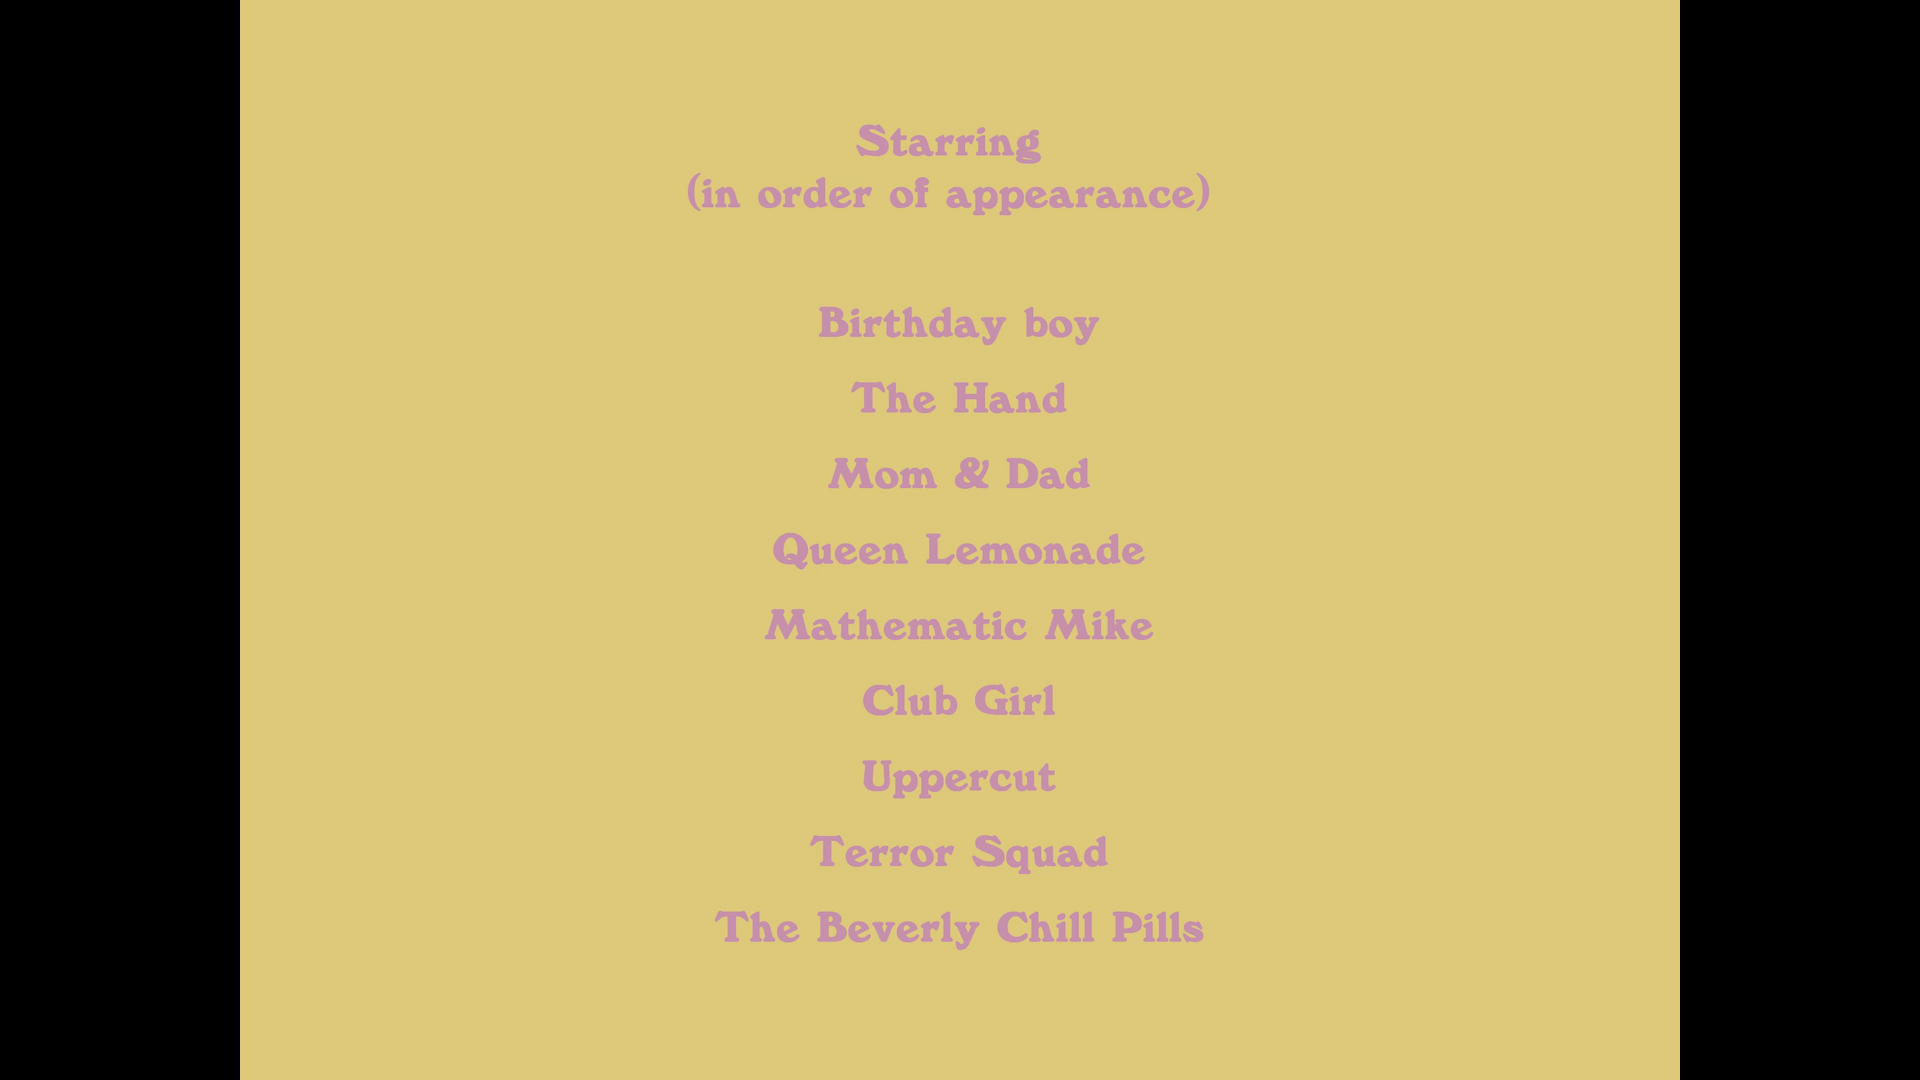 Starring
(in order of appearance)
Birthday boy
The Hand
Mom & Dad
Queen Lemonade
Mathematic Mike
Club Girl
Uppercut
Terror Squad
The Beverly Chill Pills